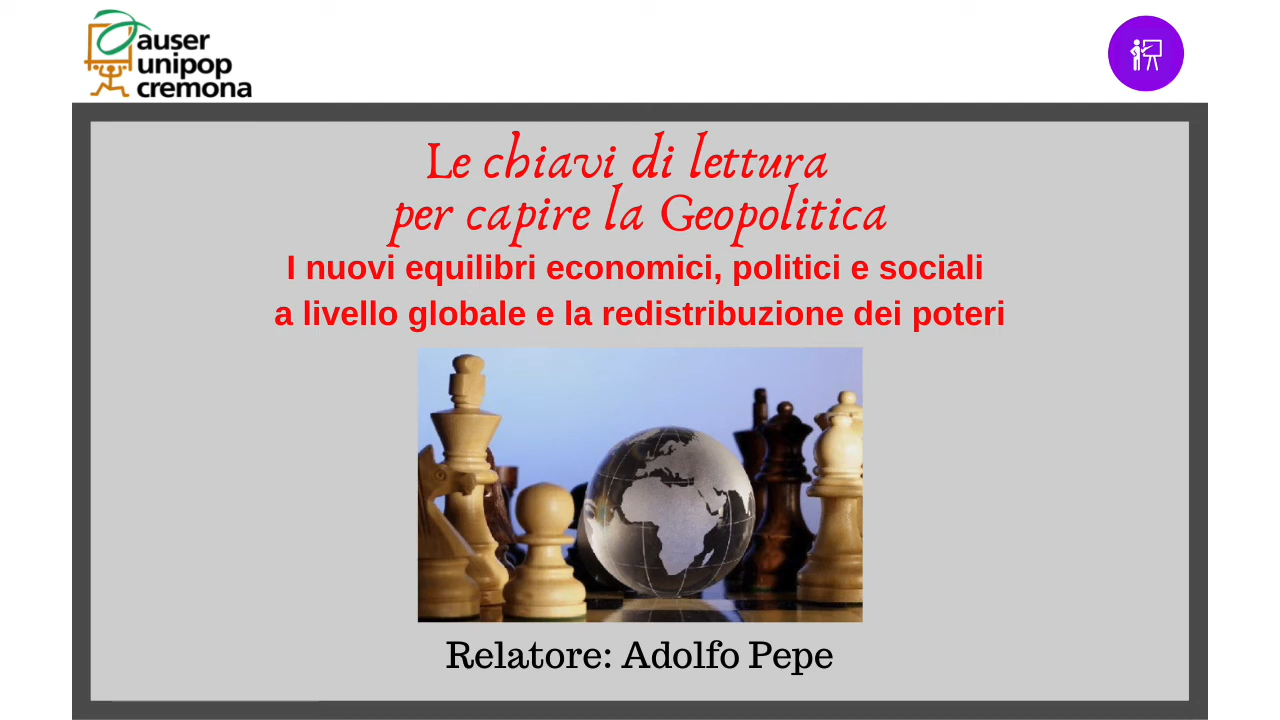 auser
unipop
cremona
Le chiavi di lettura
per capire la Geopolitica
I nuovi equilibri economici, politici e sociali
a livello globale e la redistribuzione dei poteri
Relatore: Adolfo Pepe